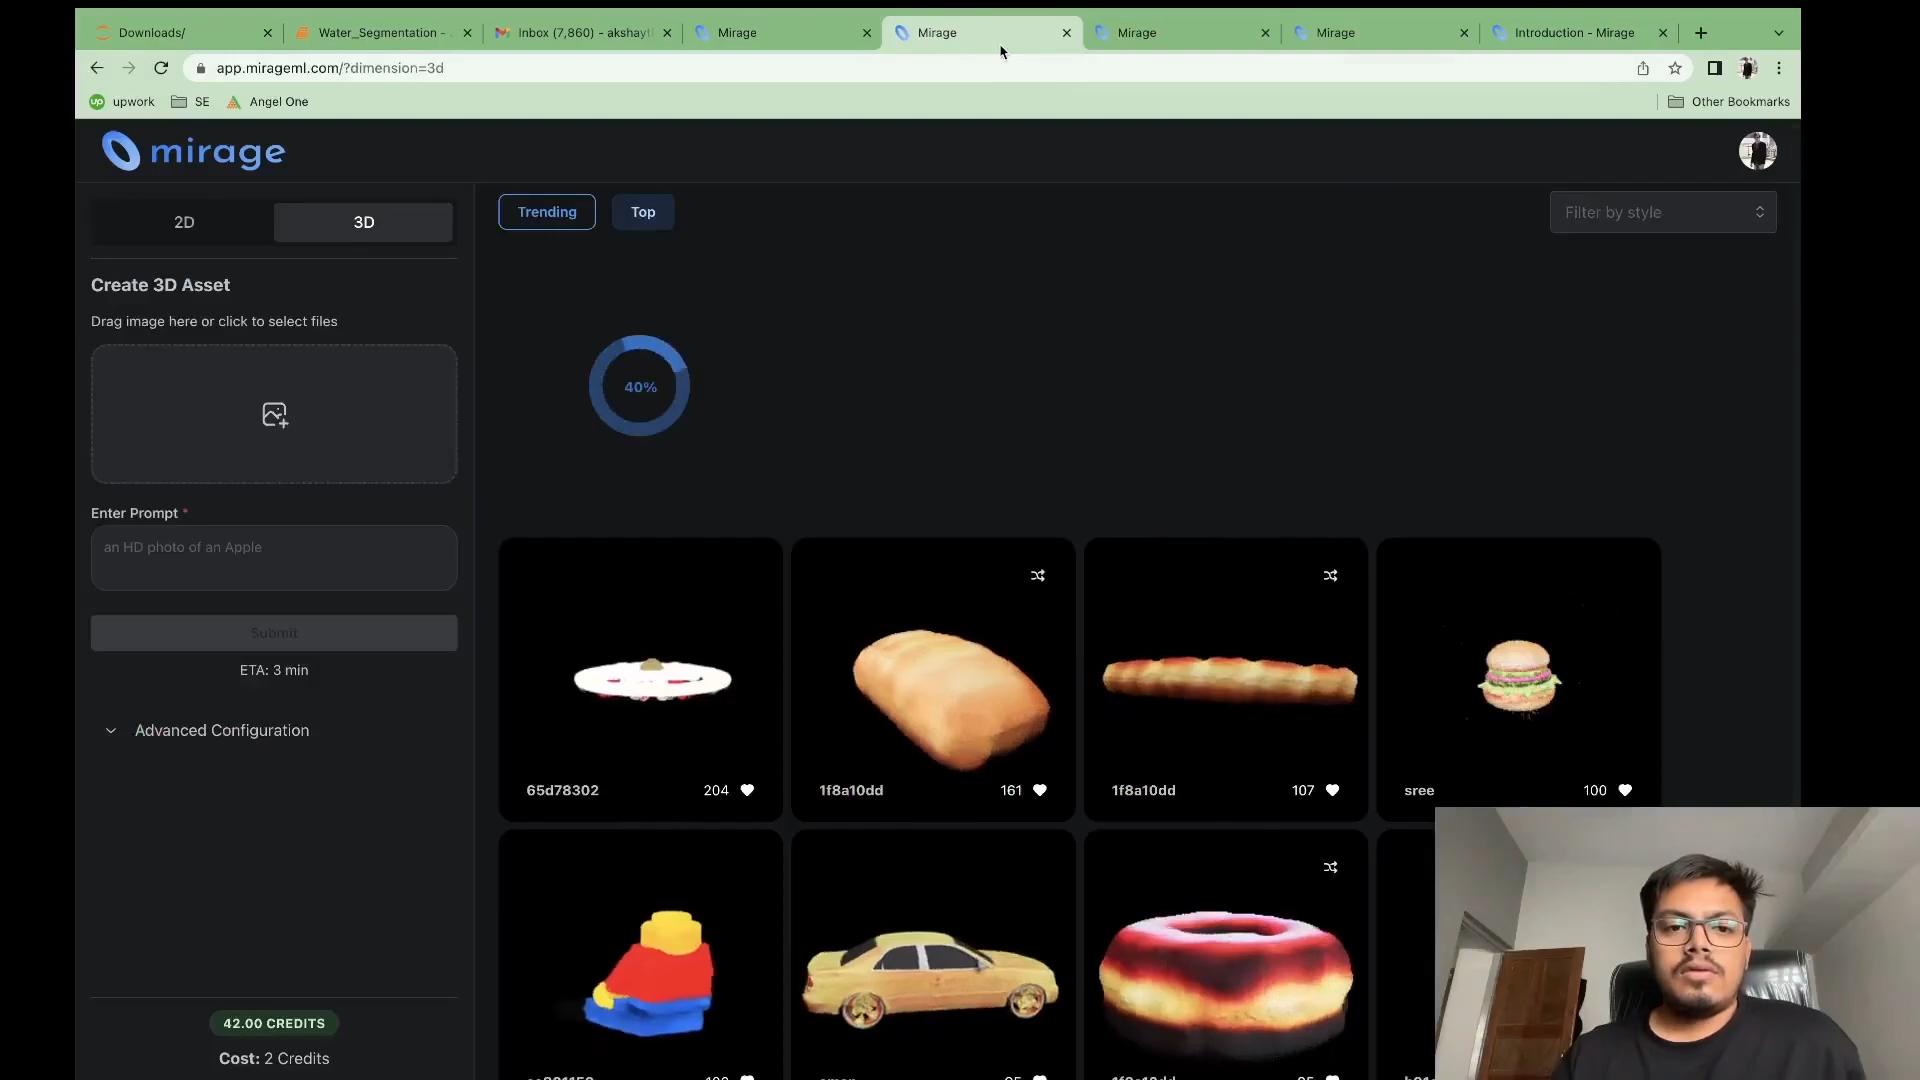 Downloads/
Water_Segmentation -
Inbox (7,860) - akshayt
Mirage
Mirage
Mirage
Mirage
Introduction - Mirage
app.mirageml.com/?dimension=3d
up upwork
SE
Angel One
Other Bookmarks
mirage
2D
3D
Trending
Top
Filter by style
Create 3D Asset
Drag image here or click to select files
40%
Enter Prompt *
an HD photo of an Apple
Submit
ETA: 3 min
Advanced Configuration
65d78302 204
1f8a10dd 161
1f8a10dd 107
sree 100
42.00 CREDITS
Cost: 2 Credits